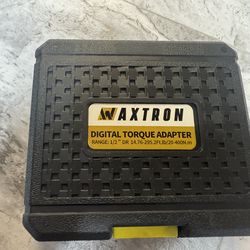 WAXTRON
DIGITAL TORQUE ADAPTER
RANGE: 1/2" DR 14.76-295.2Ft.lb/20-400N.m